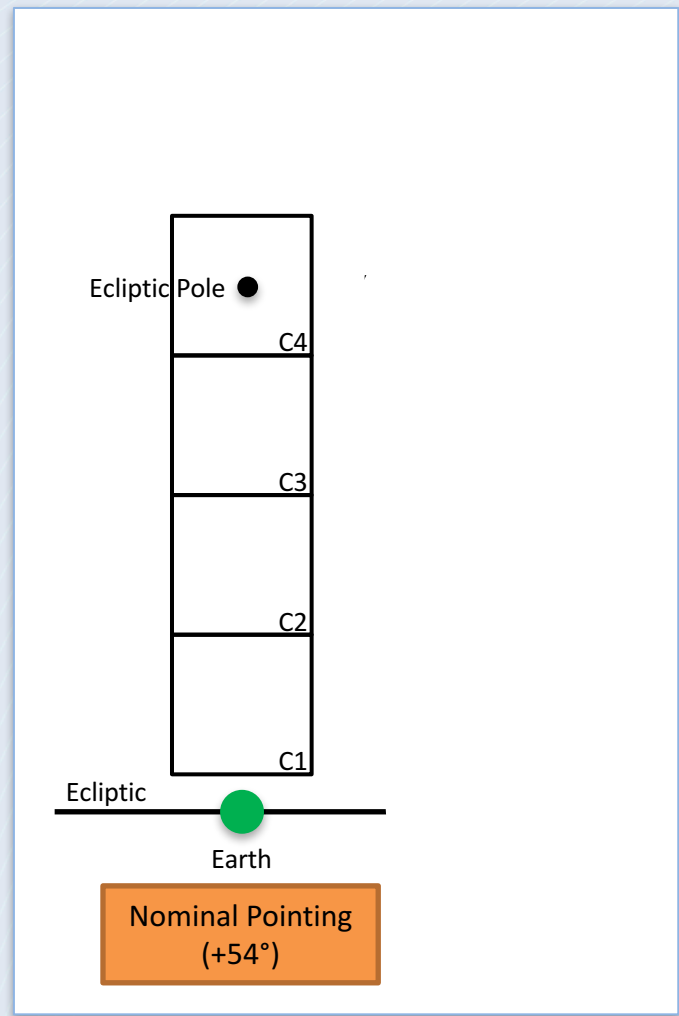 Ecliptic Pole
C4
C3
C2
C1
Ecliptic
Earth
Nominal Pointing
(+54°)